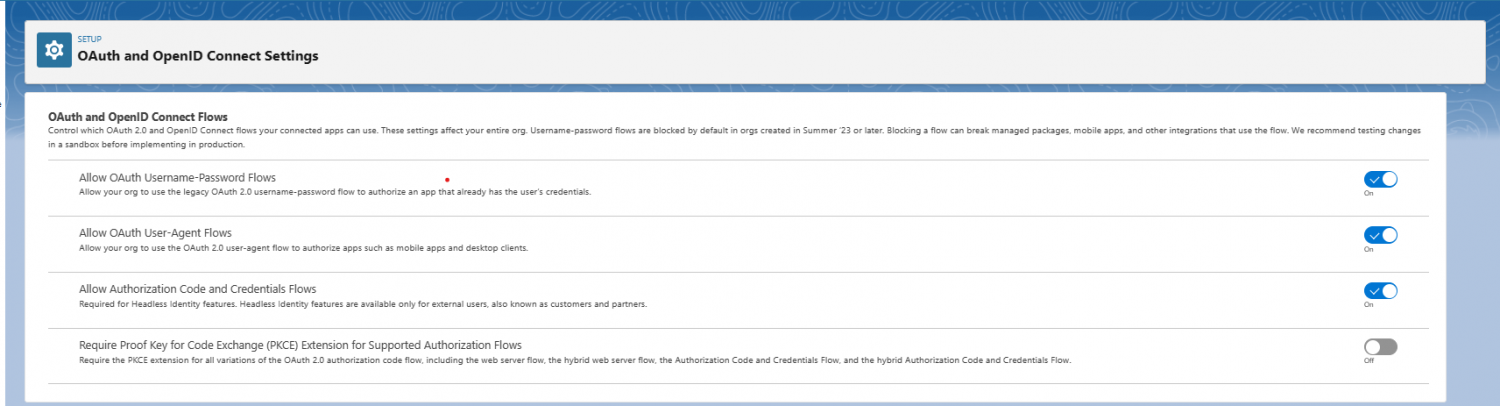 SETUP
OAuth and OpenID Connect Settings
OAuth and OpenID Connect Flows
Control which OAuth 2.0 and OpenID Connect flows your connected apps can use. These settings affect your entire org. Username-password flows are blocked by default in orgs created in Summer '23 or later. Blocking a flow can break managed packages, mobile apps, and other integrations that use the flow. We recommend testing changes
in a sandbox before implementing in production.
Allow OAuth Username-Password Flows
Allow your org to use the legacy OAuth 2.0 username-password flow to authorize an app that already has the user's credentials.
On
Allow OAuth User-Agent Flows
Allow your org to use the OAuth 2.0 user-agent flow to authorize apps such as mobile apps and desktop clients.
On
Allow Authorization Code and Credentials Flows
Required for Headless Identity features. Headless Identity features are available only for external users, also known as customers and partners.
On
Require Proof Key for Code Exchange (PKCE) Extension for Supported Authorization Flows
Require the PKCE extension for all variations of the OAuth 2.0 authorization code flow, including the web server flow, the hybrid web server flow, the Authorization Code and Credentials Flow, and the hybrid Authorization Code and Credentials Flow.
Off